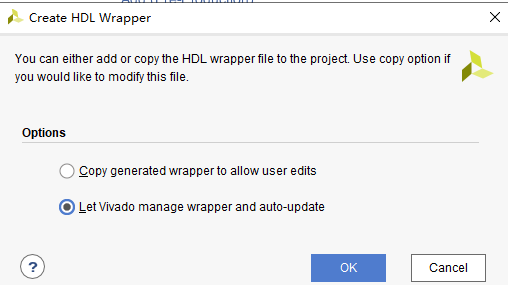 Create HDL Wrapper
You can either add or copy the HDL wrapper file to the project. Use copy option if
you would like to modify this file.
Options
Copy generated wrapper to allow user edits
Let Vivado manage wrapper and auto-update
?
OK
Cancel